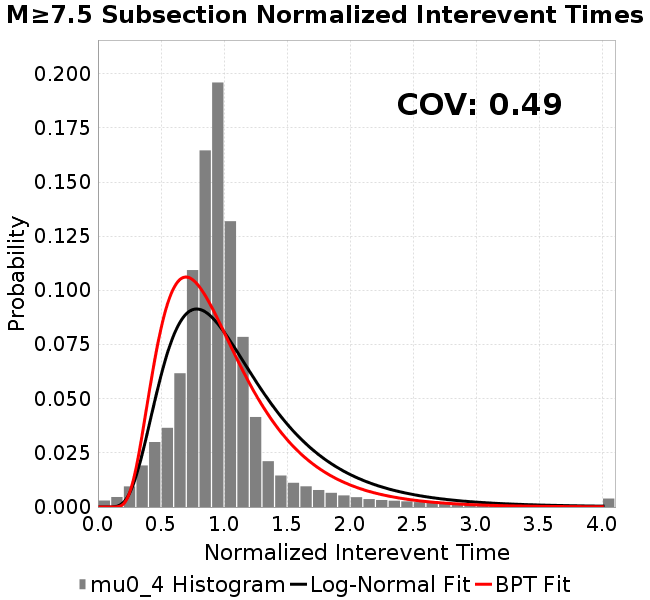 M≥7.5 Subsection Normalized Interevent Times
COV: 0.49
Probability
0.200
0.175
0.150
0.125
0.100
0.075
0.050
0.025
0.000
0.0 0.5 1.0 1.5 2.0 2.5 3.0 3.5 4.0
Normalized Interevent Time
mu0_4 Histogram Log-Normal Fit BPT Fit